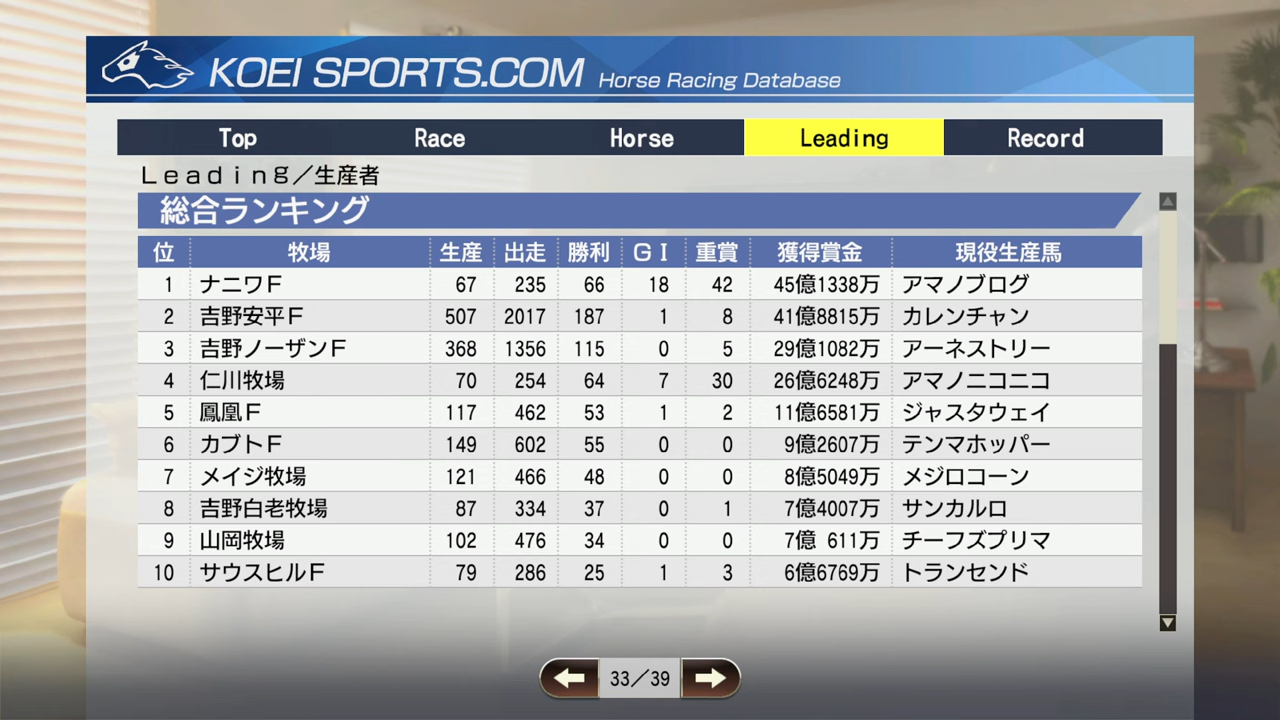 KOEI SPORTS.COM Horse Racing Database
Top Race Horse Leading Record
Leading／生産者
総合ランキング
位 牧場 生産 出走 勝利 GⅠ 重賞 獲得賞金 現役生産馬
1 ナニワF 67 235 66 18 42 45億1338万 アマノブログ
2 吉野安平F 507 2017 187 1 8 41億8815万 カレンチャン
3 吉野ノーザンF 368 1356 115 0 5 29億1082万 アーネストリー
4 仁川牧場 70 254 64 7 30 26億6248万 アマノニコニコ
5 鳳凰F 117 462 53 1 2 11億6581万 ジャスタウェイ
6 カブトF 149 602 55 0 0 9億2607万 テンマホッパー
7 メイジ牧場 121 466 48 0 0 8億5049万 メジロコーン
8 吉野白老牧場 87 334 37 0 1 7億4007万 サンカルロ
9 山岡牧場 102 476 34 0 0 7億 611万 チーフズプリマ
10 サウスヒルF 79 286 25 1 3 6億6769万 トランセンド
33／39